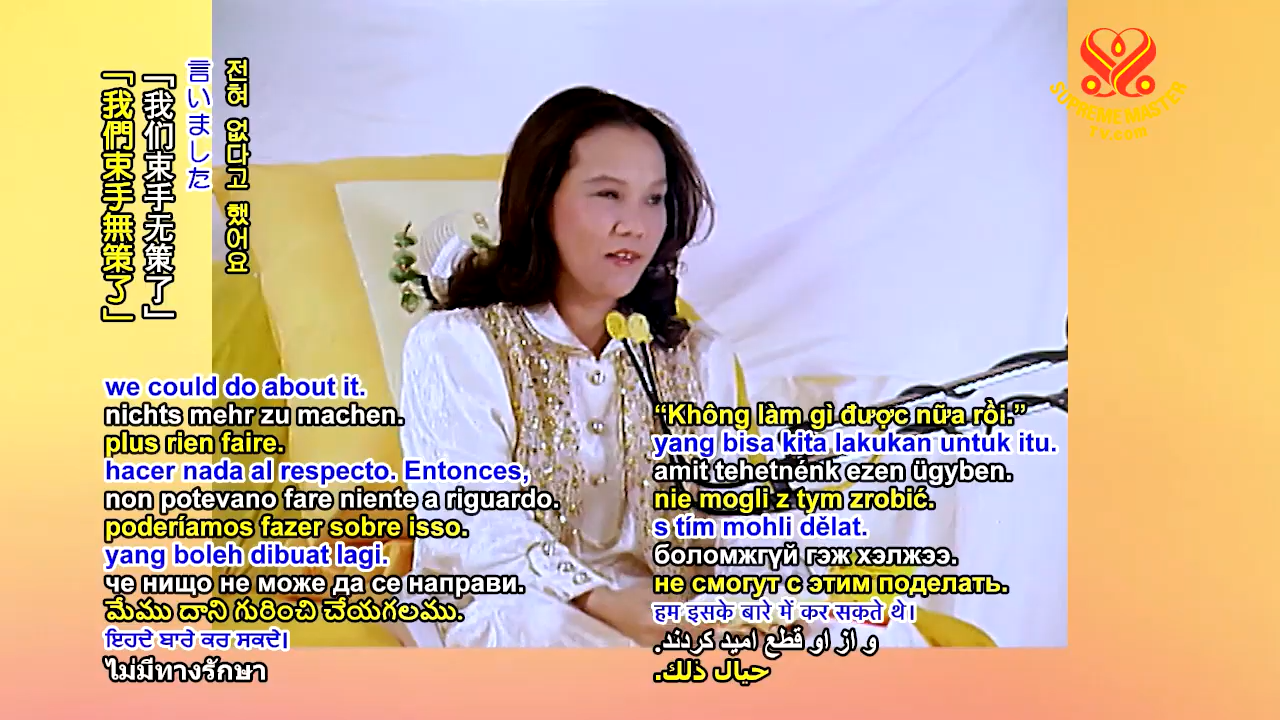 전혀 없다고 했어요
言いました
「我们束手无策了」
「我們束手無策了」
SUPREME MASTER
TV.com
we could do about it.
nichts mehr zu machen.
plus rien faire.
hacer nada al respecto. Entonces,
non potevano fare niente a riguardo.
poderíamos fazer sobre isso.
yang boleh dibuat lagi.
че нищо не може да се направи.
మేము దాని గురించి చేయగలము.
ਇਹਦੇ ਬਾਰੇ ਕਰ ਸਕਦੇ।
ไม่มีทางรักษา
“Không làm gì được nữa rồi.”
yang bisa kita lakukan untuk itu.
amit tehetnénk ezen ügyben.
nie mogli z tym zrobić.
s tím mohli dělat.
боломжгүй гэж хэлжээ.
не смогут с этим поделать.
हम इसके बारे में कर सकते थे।
و از او قطع امید کردند.
حيال ذلك.